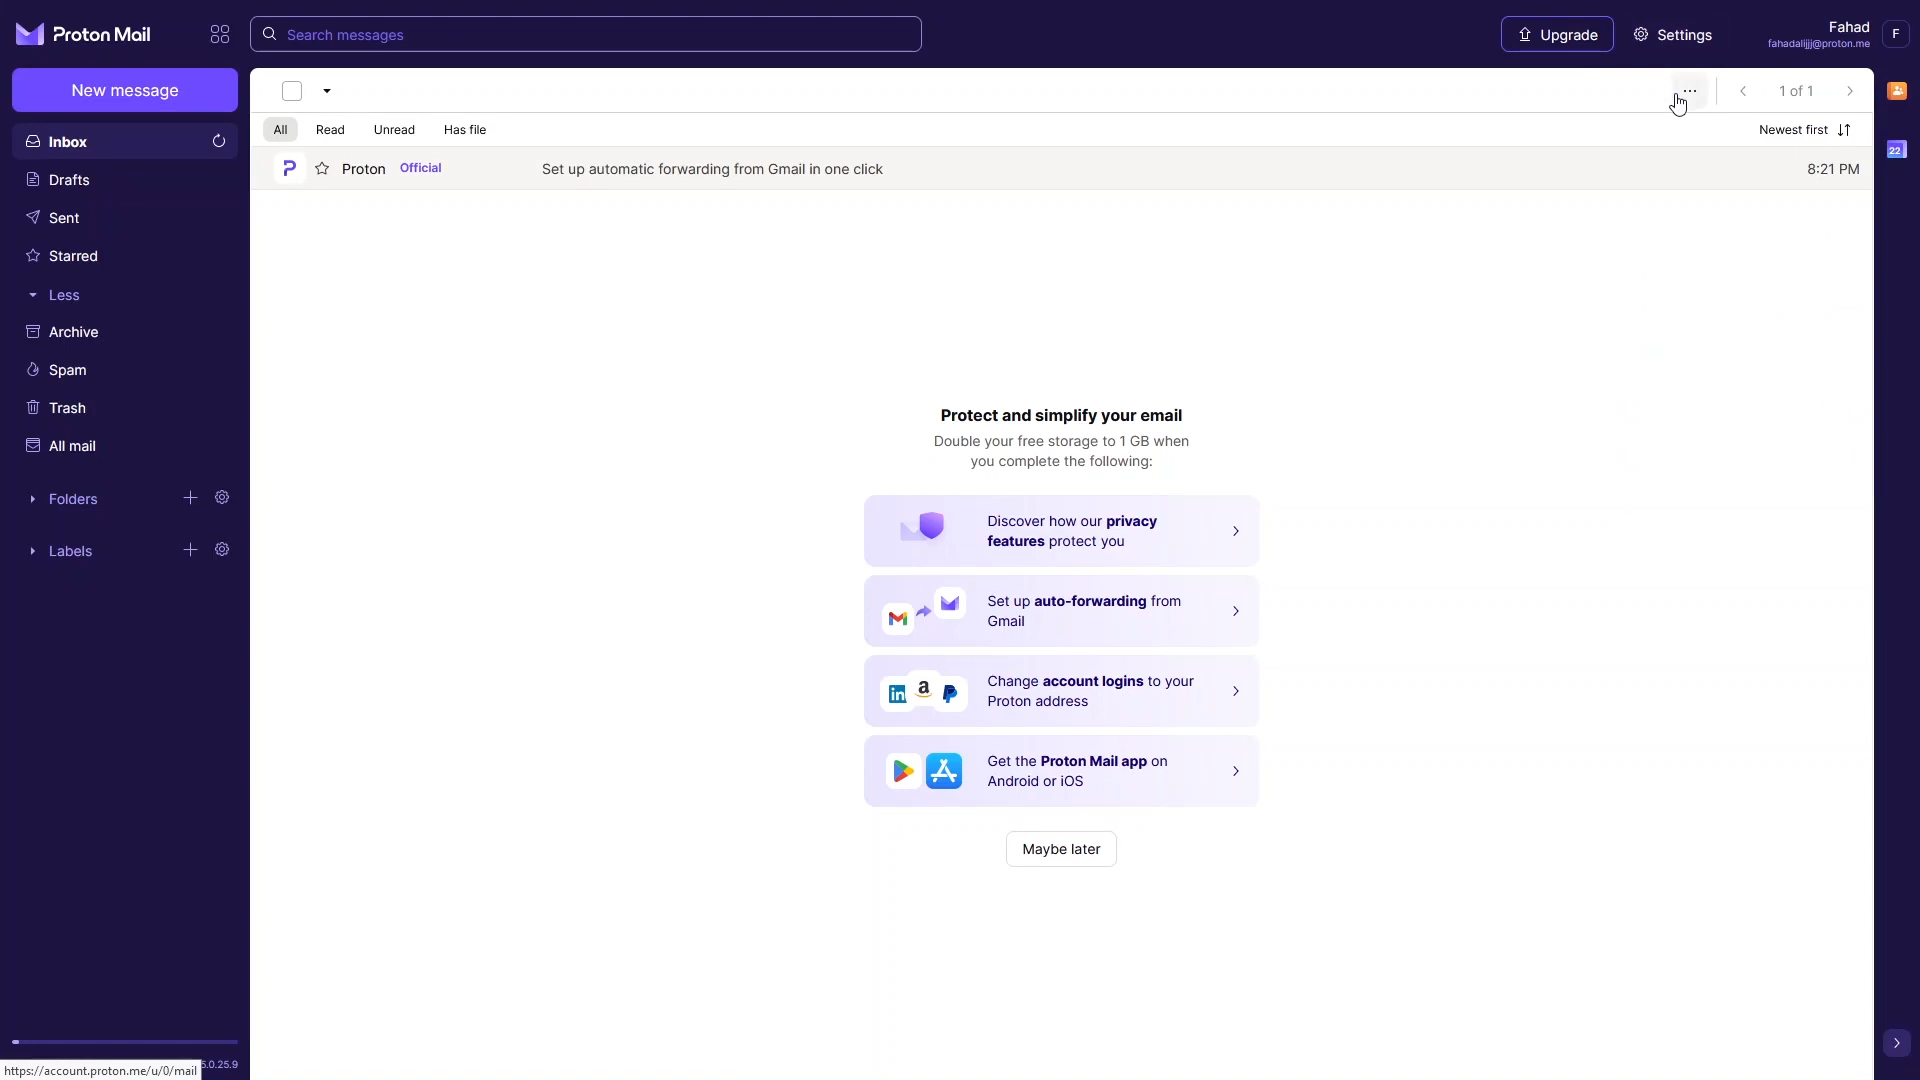 Proton Mail
Search messages
Upgrade
Settings
Fahad
fahadalijjj@proton.me
F
New message
1 of 1
Inbox
All Read Unread Has file
Newest first
22
Proton Official Set up automatic forwarding from Gmail in one click 8:21 PM
Drafts
Sent
Starred
Less
Archive
Spam
Trash
All mail
Folders
Labels
Protect and simplify your email
Double your free storage to 1 GB when
you complete the following:
Discover how our privacy
features protect you
Set up auto-forwarding from
Gmail
Change account logins to your
Proton address
Get the Proton Mail app on
Android or iOS
Maybe later
5.0.25.9
https://account.proton.me/u/0/mail